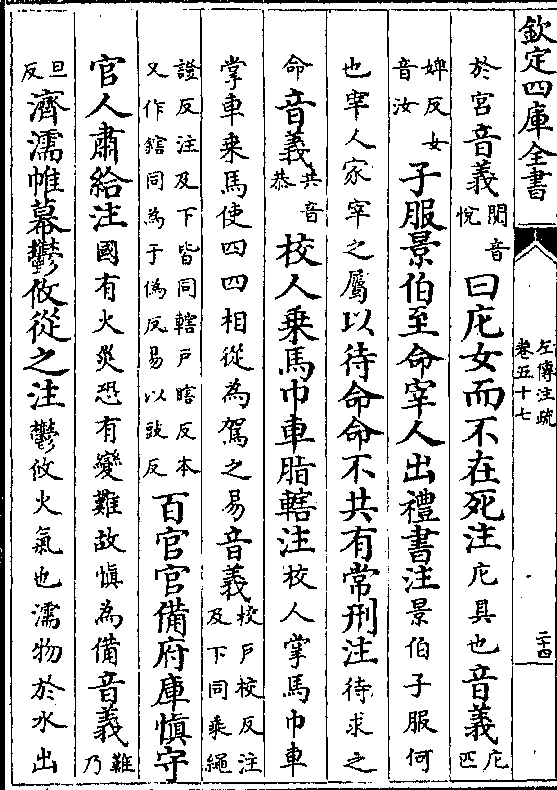 欽定四庫全書
左傳注疏
卷五十七
二四
於宮音義閱音悅曰庀女而不在死注庀具也音義庀匹
婢反女音汝子服景伯至命宰人出禮書注景伯子服何
也宰人冢宰之屬以待命命不共有常刑注待求之
命音義共音恭校人乗馬巾車脂轄注校人掌馬巾車
掌車乗馬使四四相從為駕之易音義校户校反注及下同乗繩
證反注及下皆同轄户瞎反本又作鎋同為于偽反易以豉反百官官備府庫慎守
官人肅給注國有火災恐有變難故慎為備音義難乃
旦反濟濡帷幕鬱攸從之注鬱攸火氣也濡物於水出